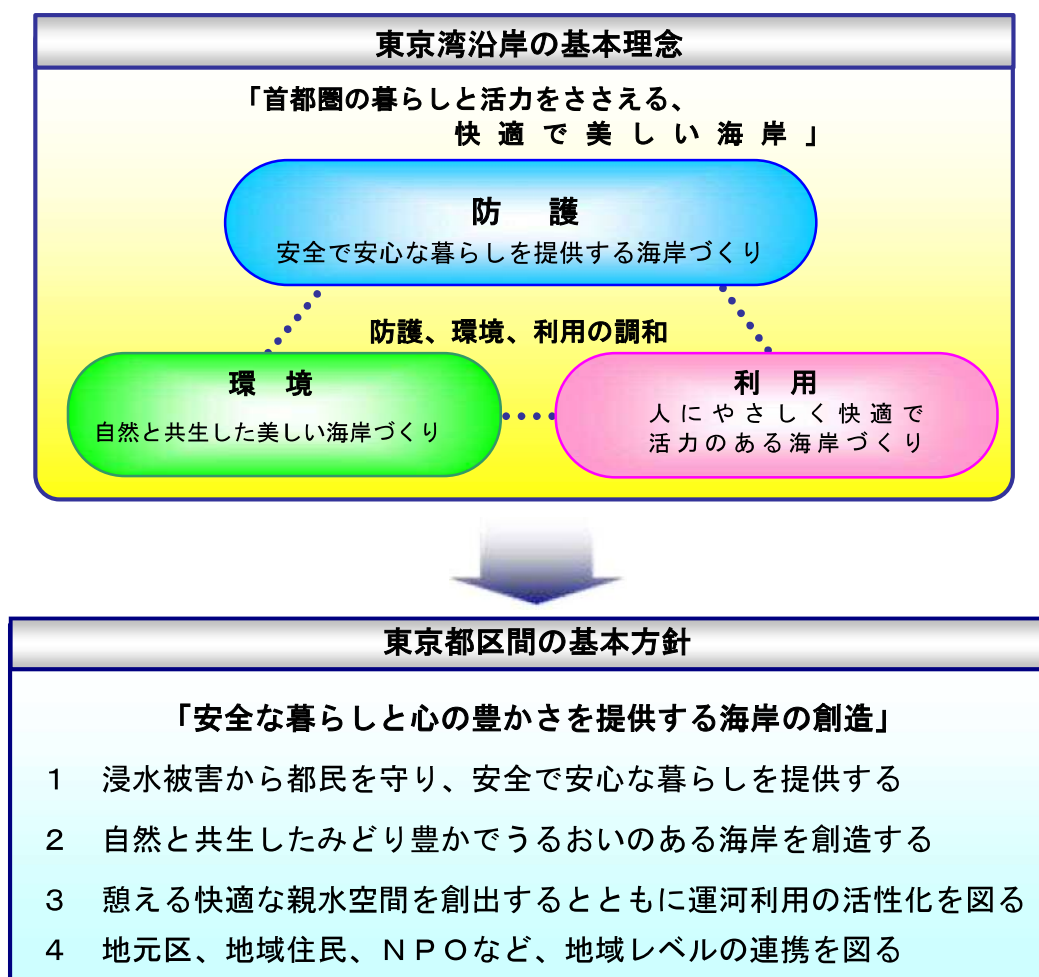 東京湾沿岸の基本理念
「首都圏の暮らしと活力をささえる、
快適で美しい海岸」
防護
安全で安心な暮らしを提供する海岸づくり
防護、環境、利用の調和
環境
自然と共生した美しい海岸づくり
利用
人にやさしく快適で
活力のある海岸づくり
東京都区間の基本方針
「安全な暮らしと心の豊かさを提供する海岸の創造」
１　浸水被害から都民を守り、安全で安心な暮らしを提供する
２　自然と共生したみどり豊かでうるおいのある海岸を創造する
３　憩える快適な親水空間を創出するとともに運河利用の活性化を図る
４　地元区、地域住民、ＮＰＯなど、地域レベルの連携を図る